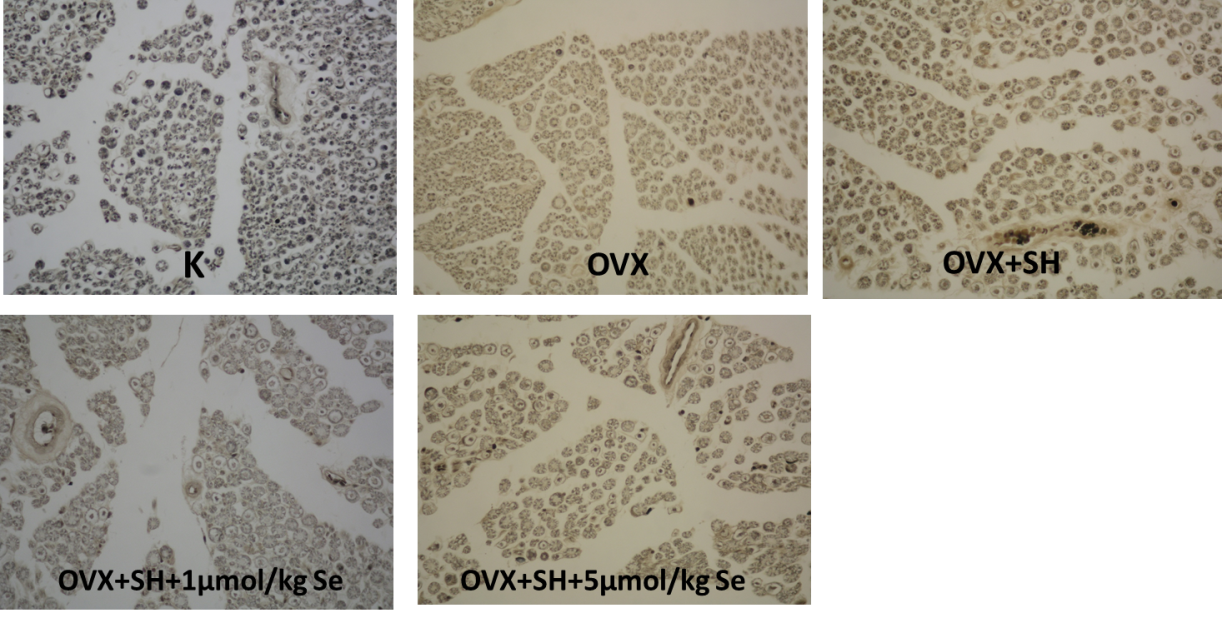 K
OVX
OVX+SH
OVX+SH+1μmol/kg Se
OVX+SH+5μmol/kg Se